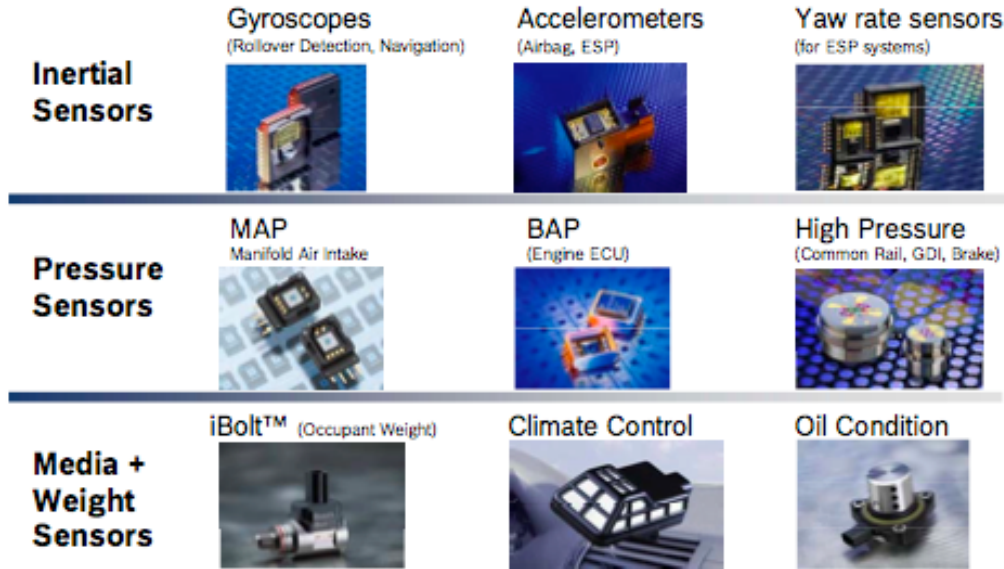 Gyroscopes
(Rollover Detection, Navigation)
Accelerometers
(Airbag, ESP)
Yaw rate sensors
(for ESP systems)
Inertial
Sensors
MAP
Manifold Air Intake
BAP
(Engine ECU)
High Pressure
(Common Rail, GDI, Brake)
Pressure
Sensors
iBolt™ (Occupant Weight)
Climate Control
Oil Condition
Media +
Weight
Sensors